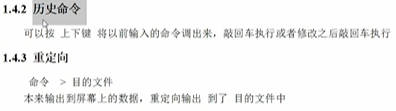 1.4.2 历史命令
可以按 上下键 将以前输入的命令调出来，敲回车执行或者修改之后敲回车执行
1.4.3 重定向
命令 > 目的文件
本来输出到屏幕上的数据，重定向输出 到了 目的文件中